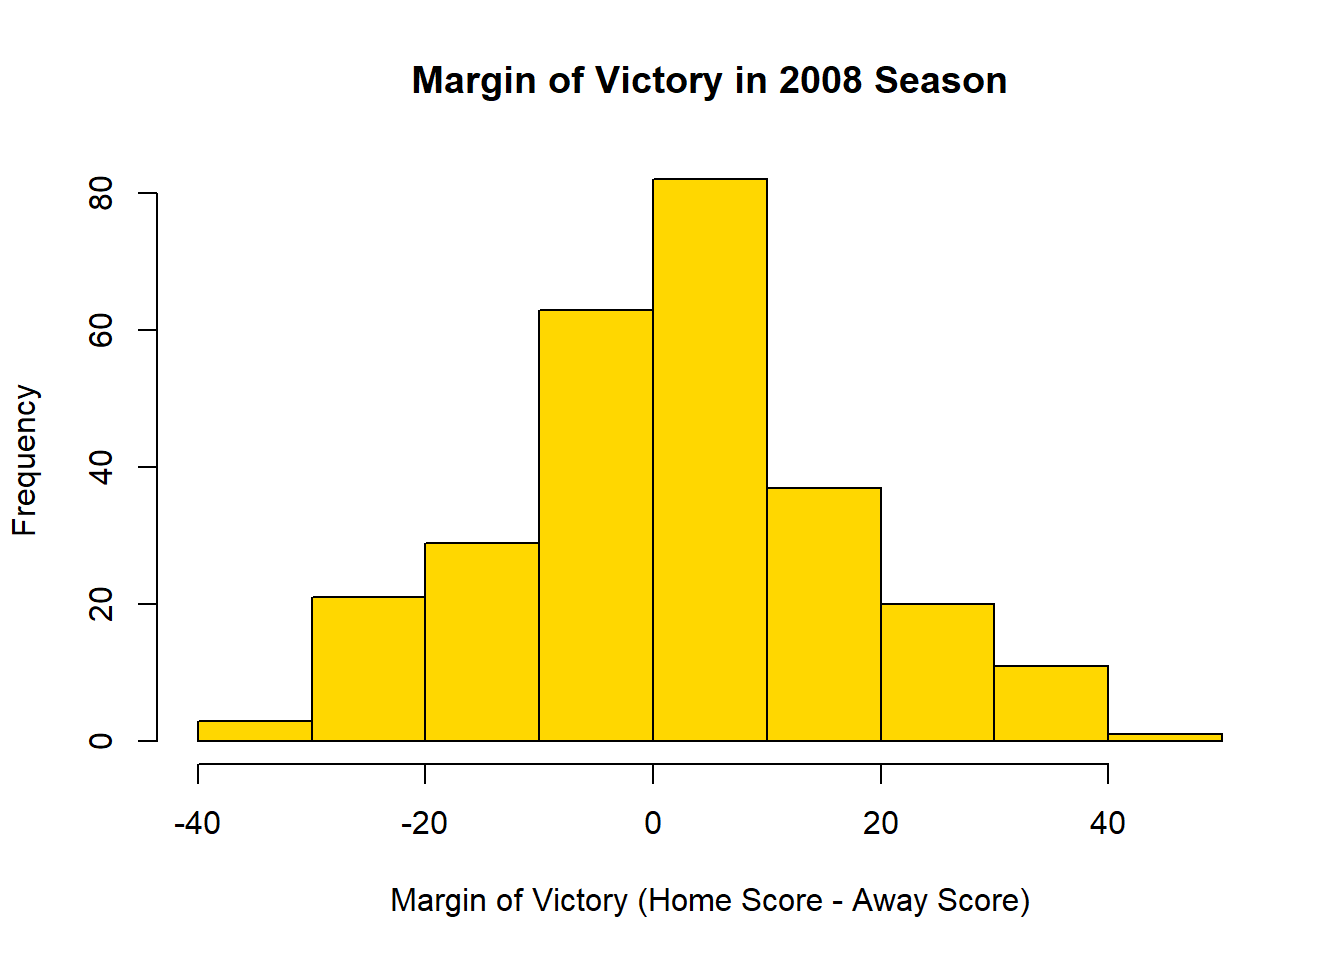 Margin of Victory in 2008 Season
Frequency
80
60
40
20
0
-40 -20 0 20 40
Margin of Victory (Home Score - Away Score)